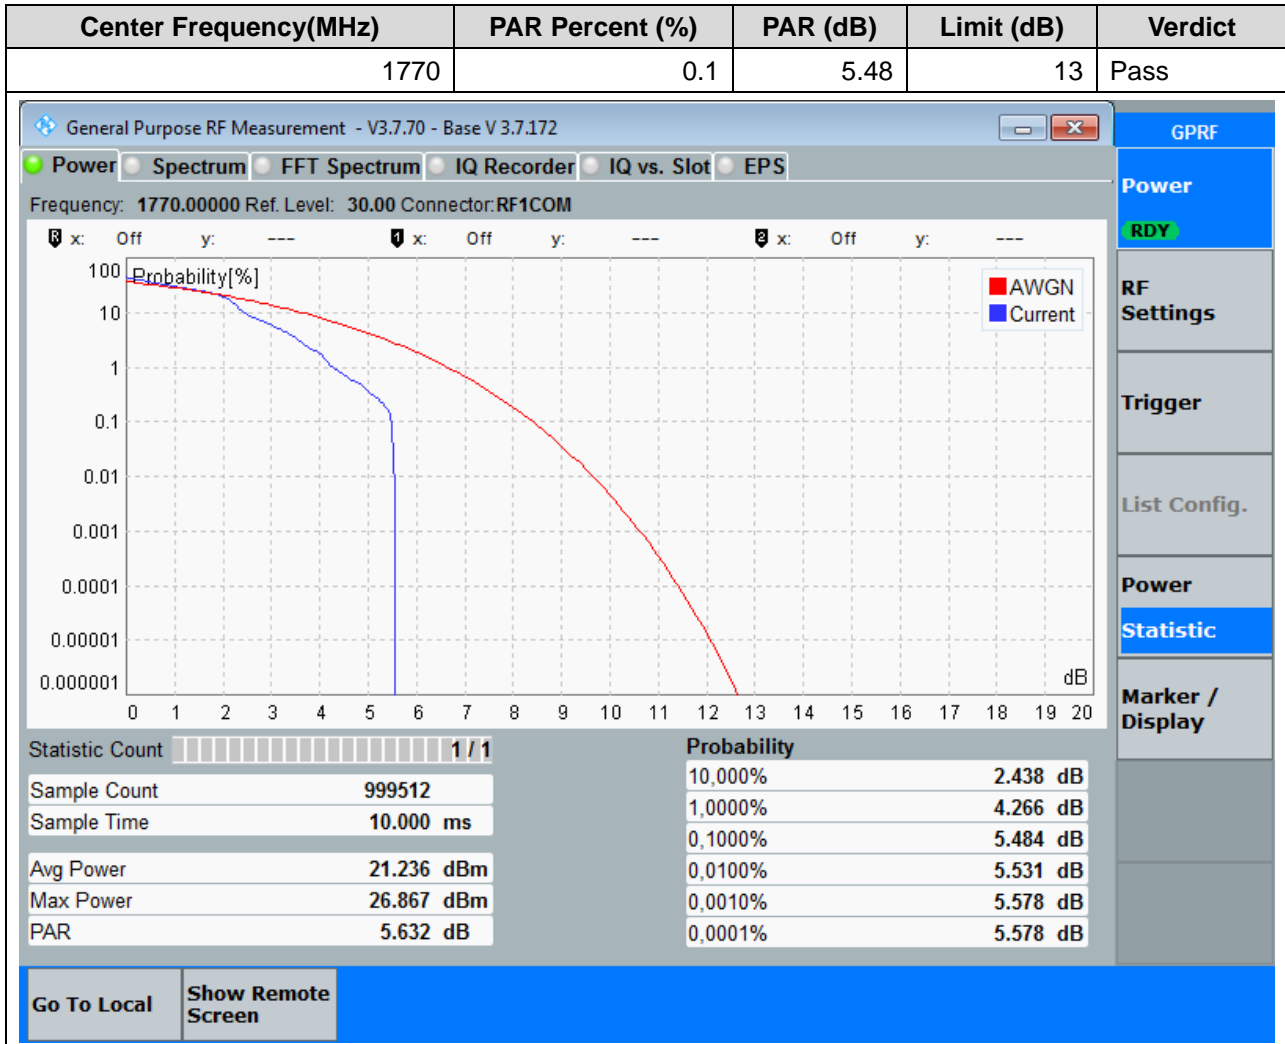 Center Frequency(MHz) PAR Percent (%) PAR (dB) Limit (dB) Verdict
1770 0.1 5.48 13 Pass
General Purpose RF Measurement - V3.7.70 - Base V 3.7.172
GPRF
Power Spectrum FFT Spectrum IQ Recorder IQ vs. Slot EPS
Frequency: 1770.00000 Ref. Level: 30.00 Connector:RF1COM
R x: Off y: --- 1 x: Off y: --- 2 x: Off y: ---
Probability[%]
AWGN
Current
100
10
1
0.1
0.01
0.001
0.0001
0.00001
0.000001
dB
0 1 2 3 4 5 6 7 8 9 10 11 12 13 14 15 16 17 18 19 20
Statistic Count 1 / 1
Sample Count 999512
Sample Time 10.000 ms
Avg Power 21.236 dBm
Max Power 26.867 dBm
PAR 5.632 dB
Probability
10,000% 2.438 dB
1,0000% 4.266 dB
0,1000% 5.484 dB
0,0100% 5.531 dB
0,0010% 5.578 dB
0,0001% 5.578 dB
Power
RDY
RF
Settings
Trigger
List Config.
Power
Statistic
Marker /
Display
Go To Local
Show Remote
Screen